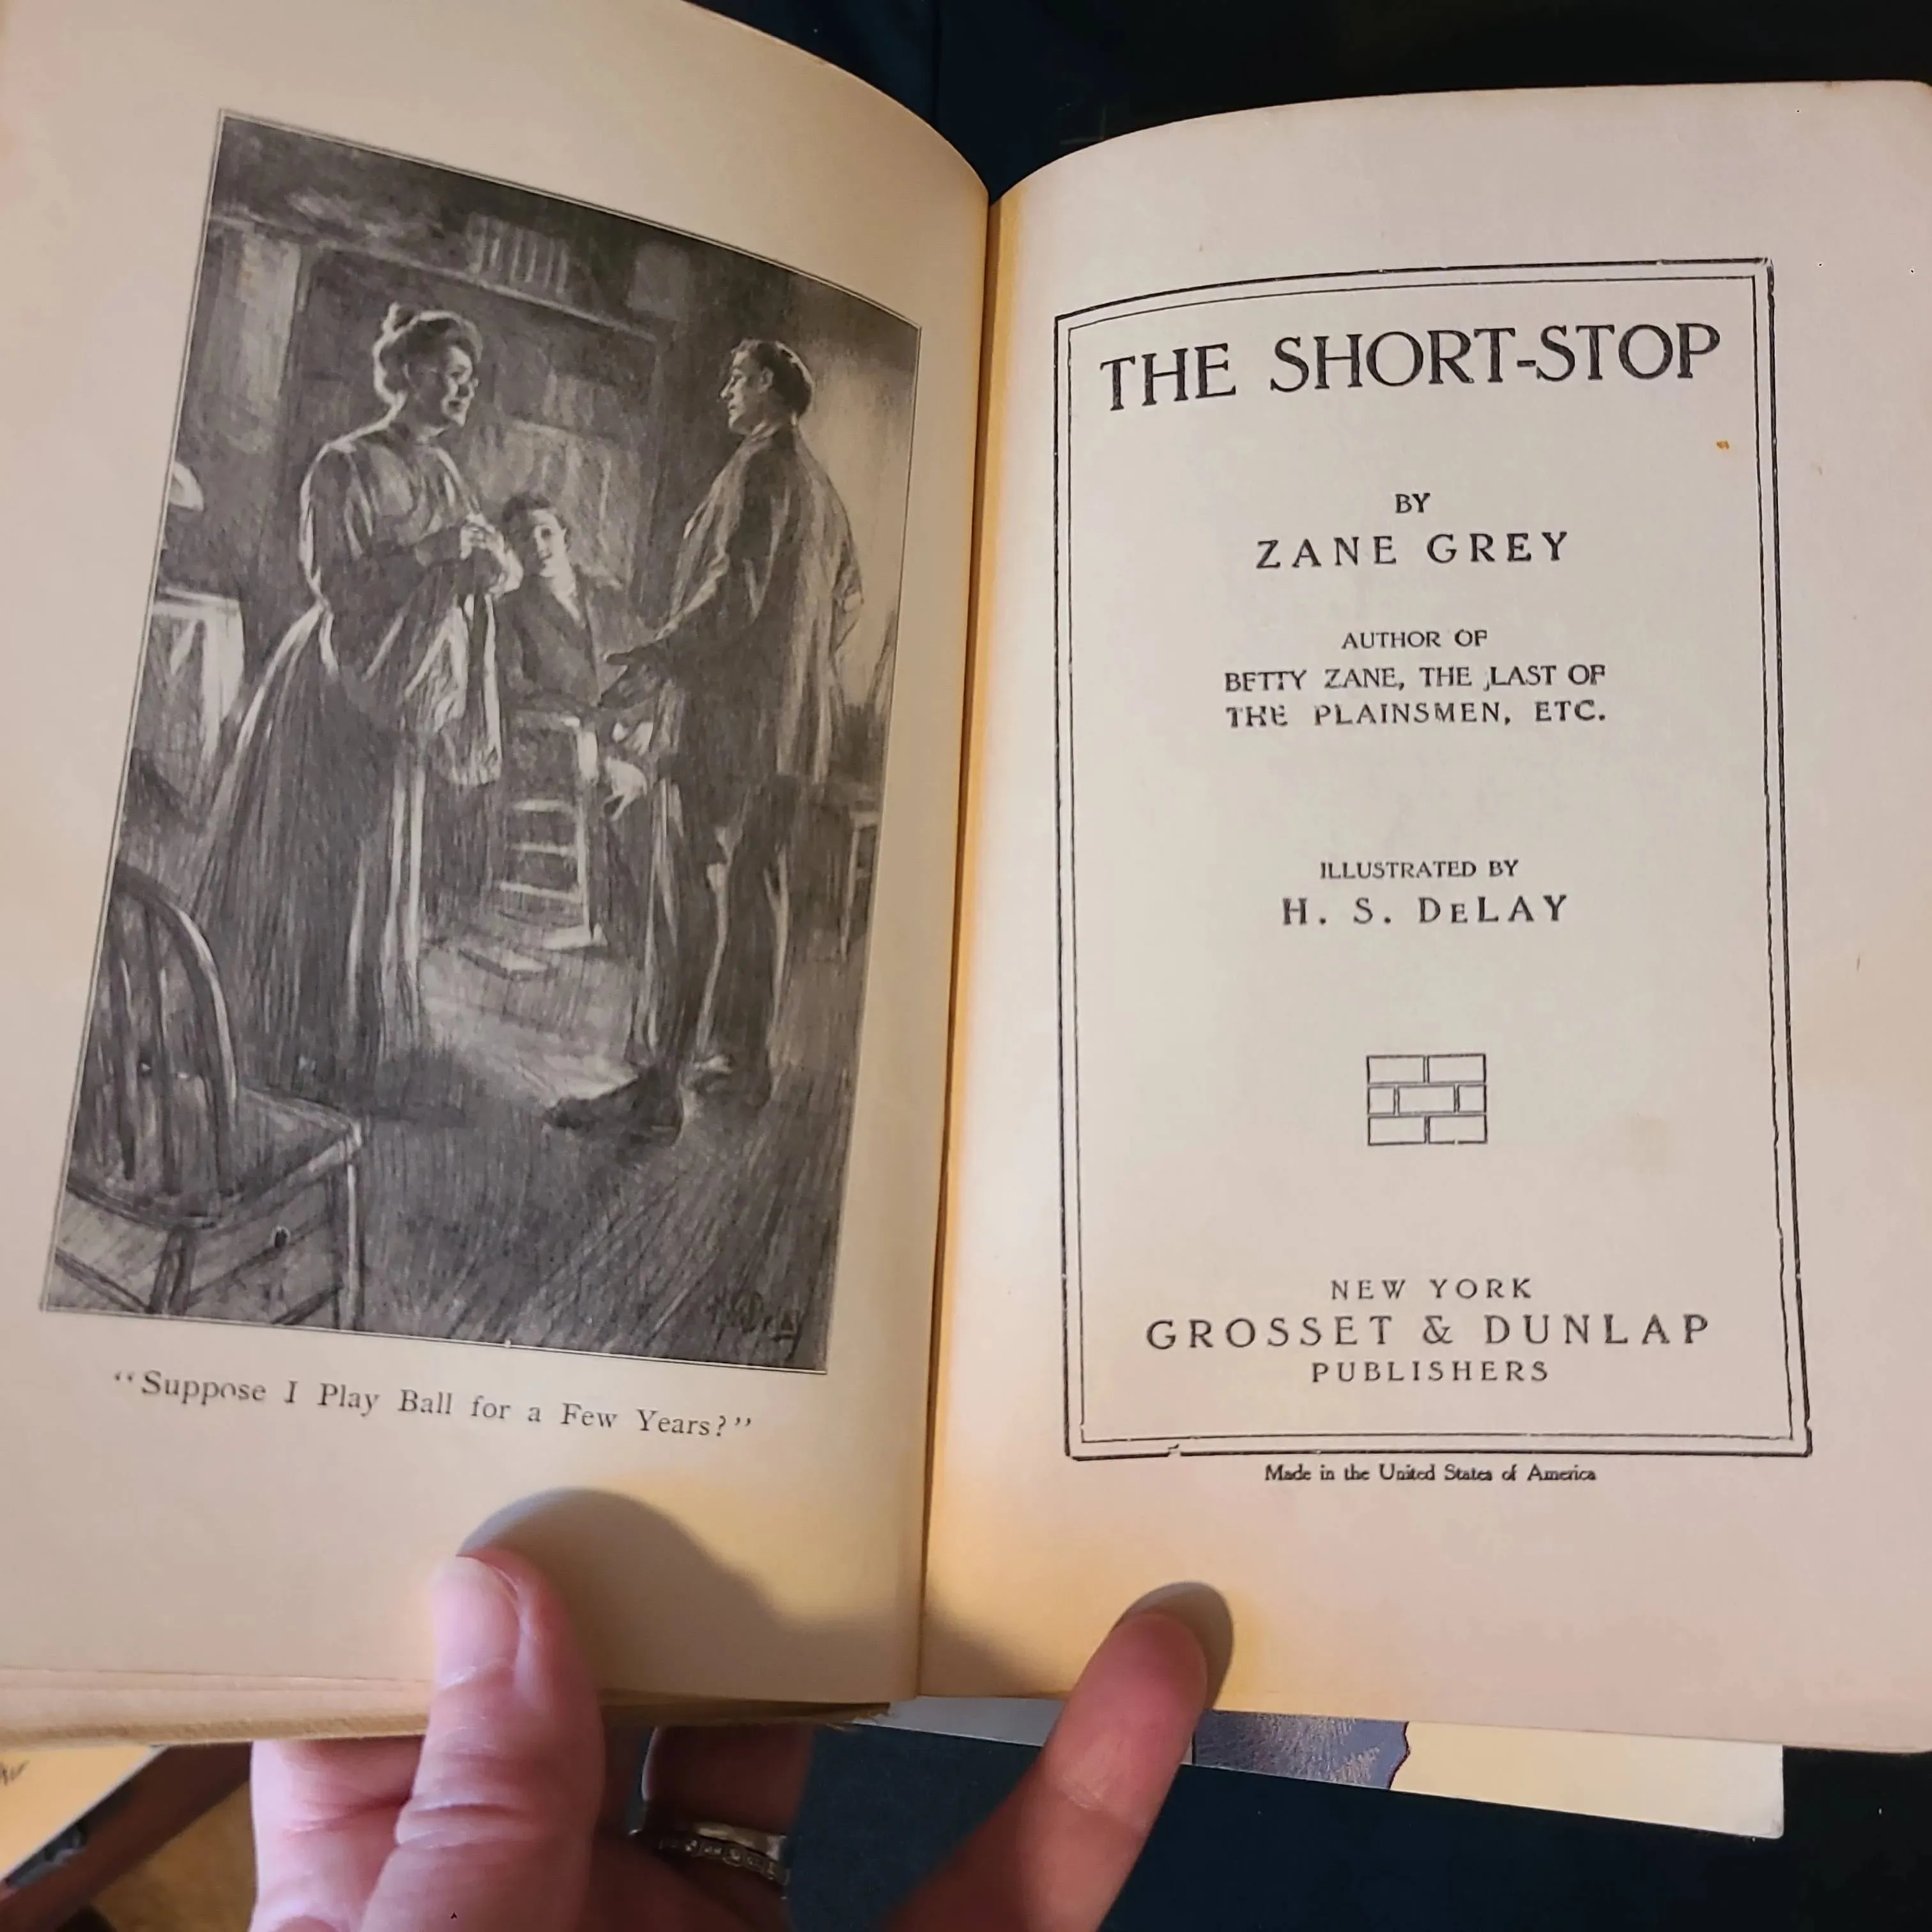 "Suppose I Play Ball for a Few Years?"
THE SHORT-STOP
BY
ZANE GREY
AUTHOR OF
BETTY ZANE, THE LAST OF
THE PLAINSMEN, ETC.
ILLUSTRATED BY
H. S. DELAY
NEW YORK
GROSSET & DUNLAP
PUBLISHERS
Made in the United States of America